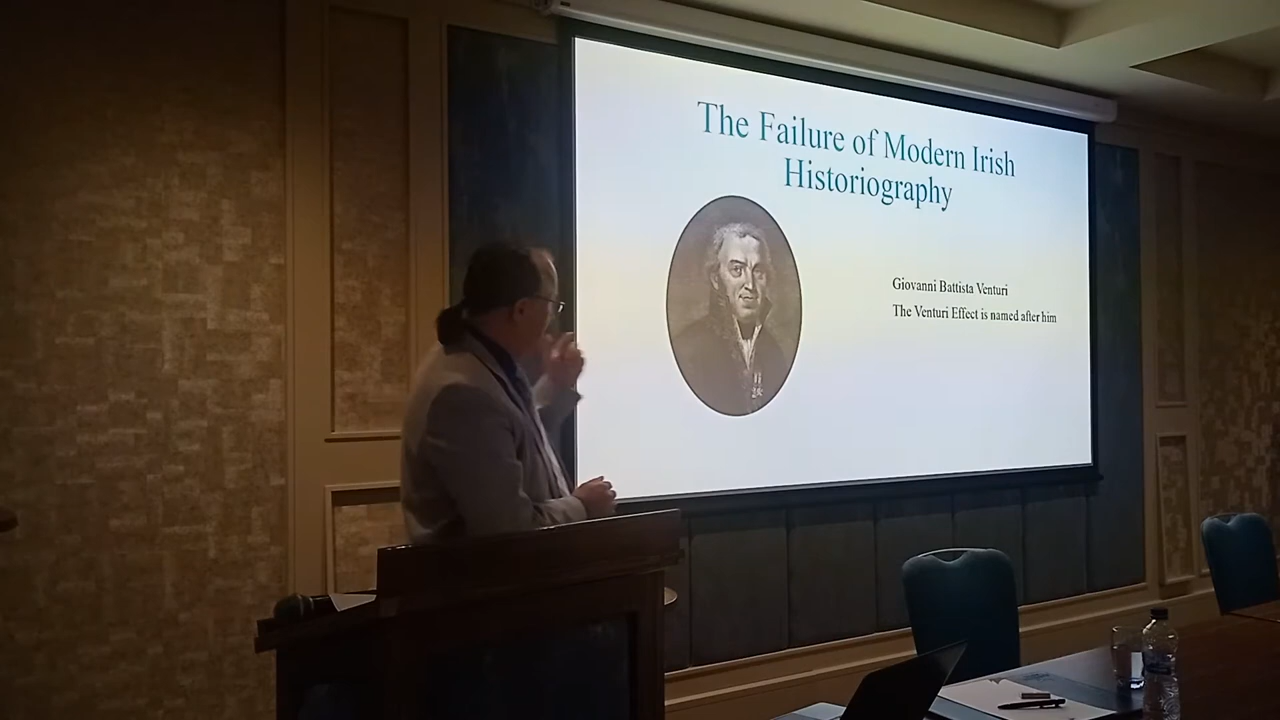 The Failure of Modern Irish
Historiography
Giovanni Battista Venturi
The Venturi Effect is named after him